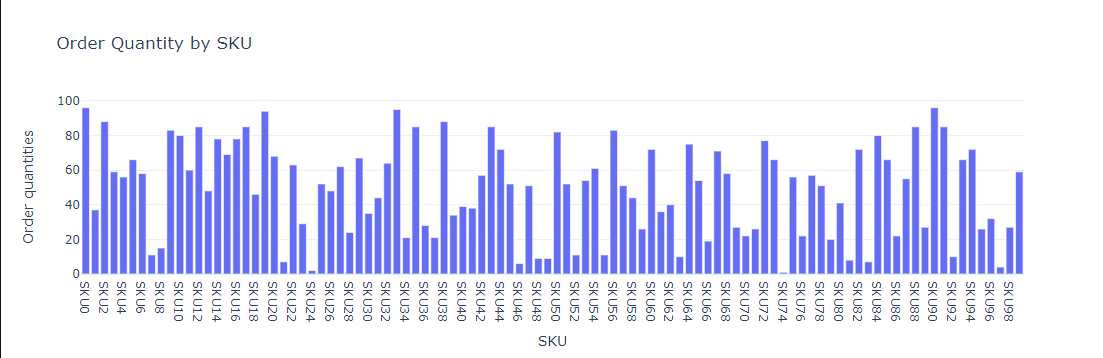 Order Quantity by SKU
100
80
60
40
20
0
Order quantities
SKU0
SKU2
SKU4
SKU6
SKU8
SKU10
SKU12
SKU14
SKU16
SKU18
SKU20
SKU22
SKU24
SKU26
SKU28
SKU30
SKU32
SKU34
SKU36
SKU38
SKU40
SKU42
SKU44
SKU46
SKU48
SKU50
SKU52
SKU54
SKU56
SKU58
SKU60
SKU62
SKU64
SKU66
SKU68
SKU70
SKU72
SKU74
SKU76
SKU78
SKU80
SKU82
SKU84
SKU86
SKU88
SKU90
SKU92
SKU94
SKU96
SKU98
SKU